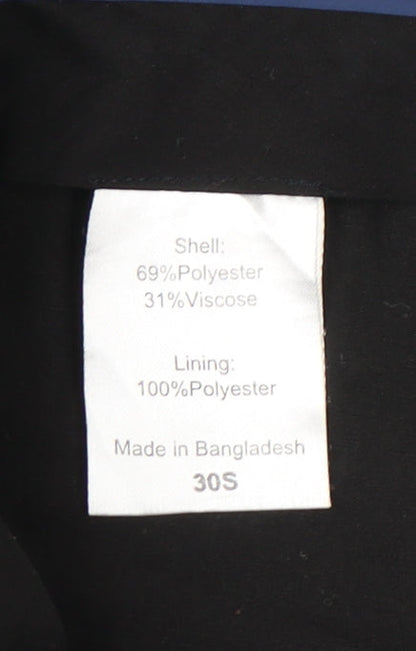 Shell:
69%Polyester
31%Viscose
Lining:
100%Polyester
Made in Bangladesh
30S